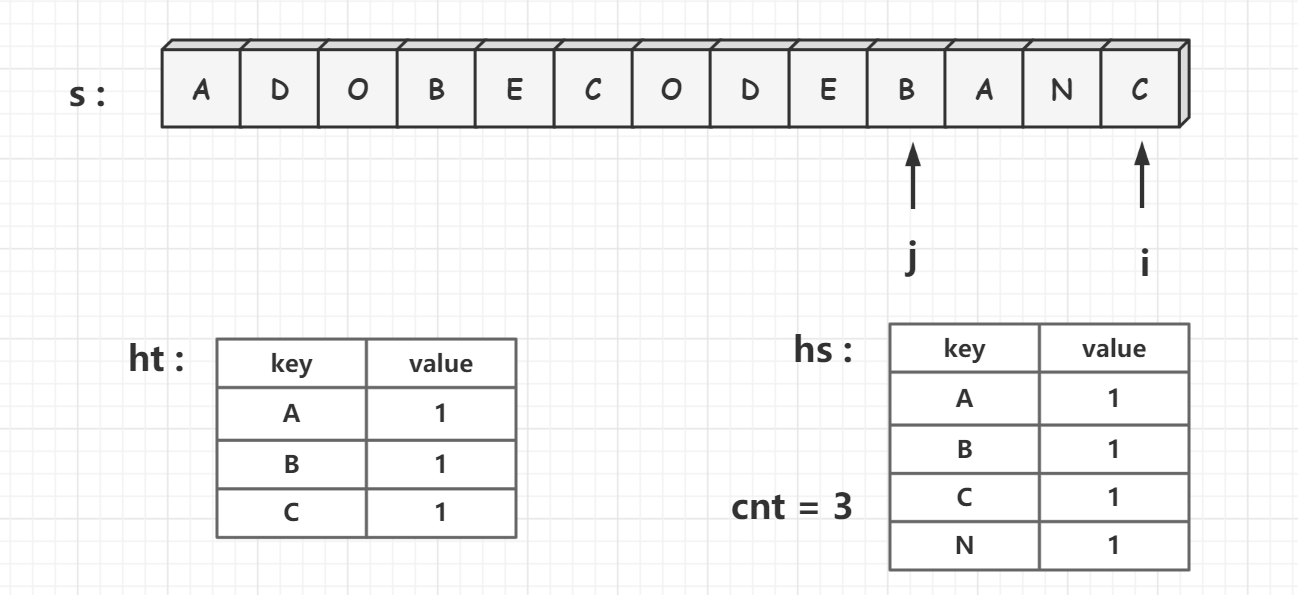 s : A D O B E C O D E B A N C
j i
ht :
key value
A 1
B 1
C 1
hs :
key value
A 1
B 1
C 1
N 1
cnt = 3